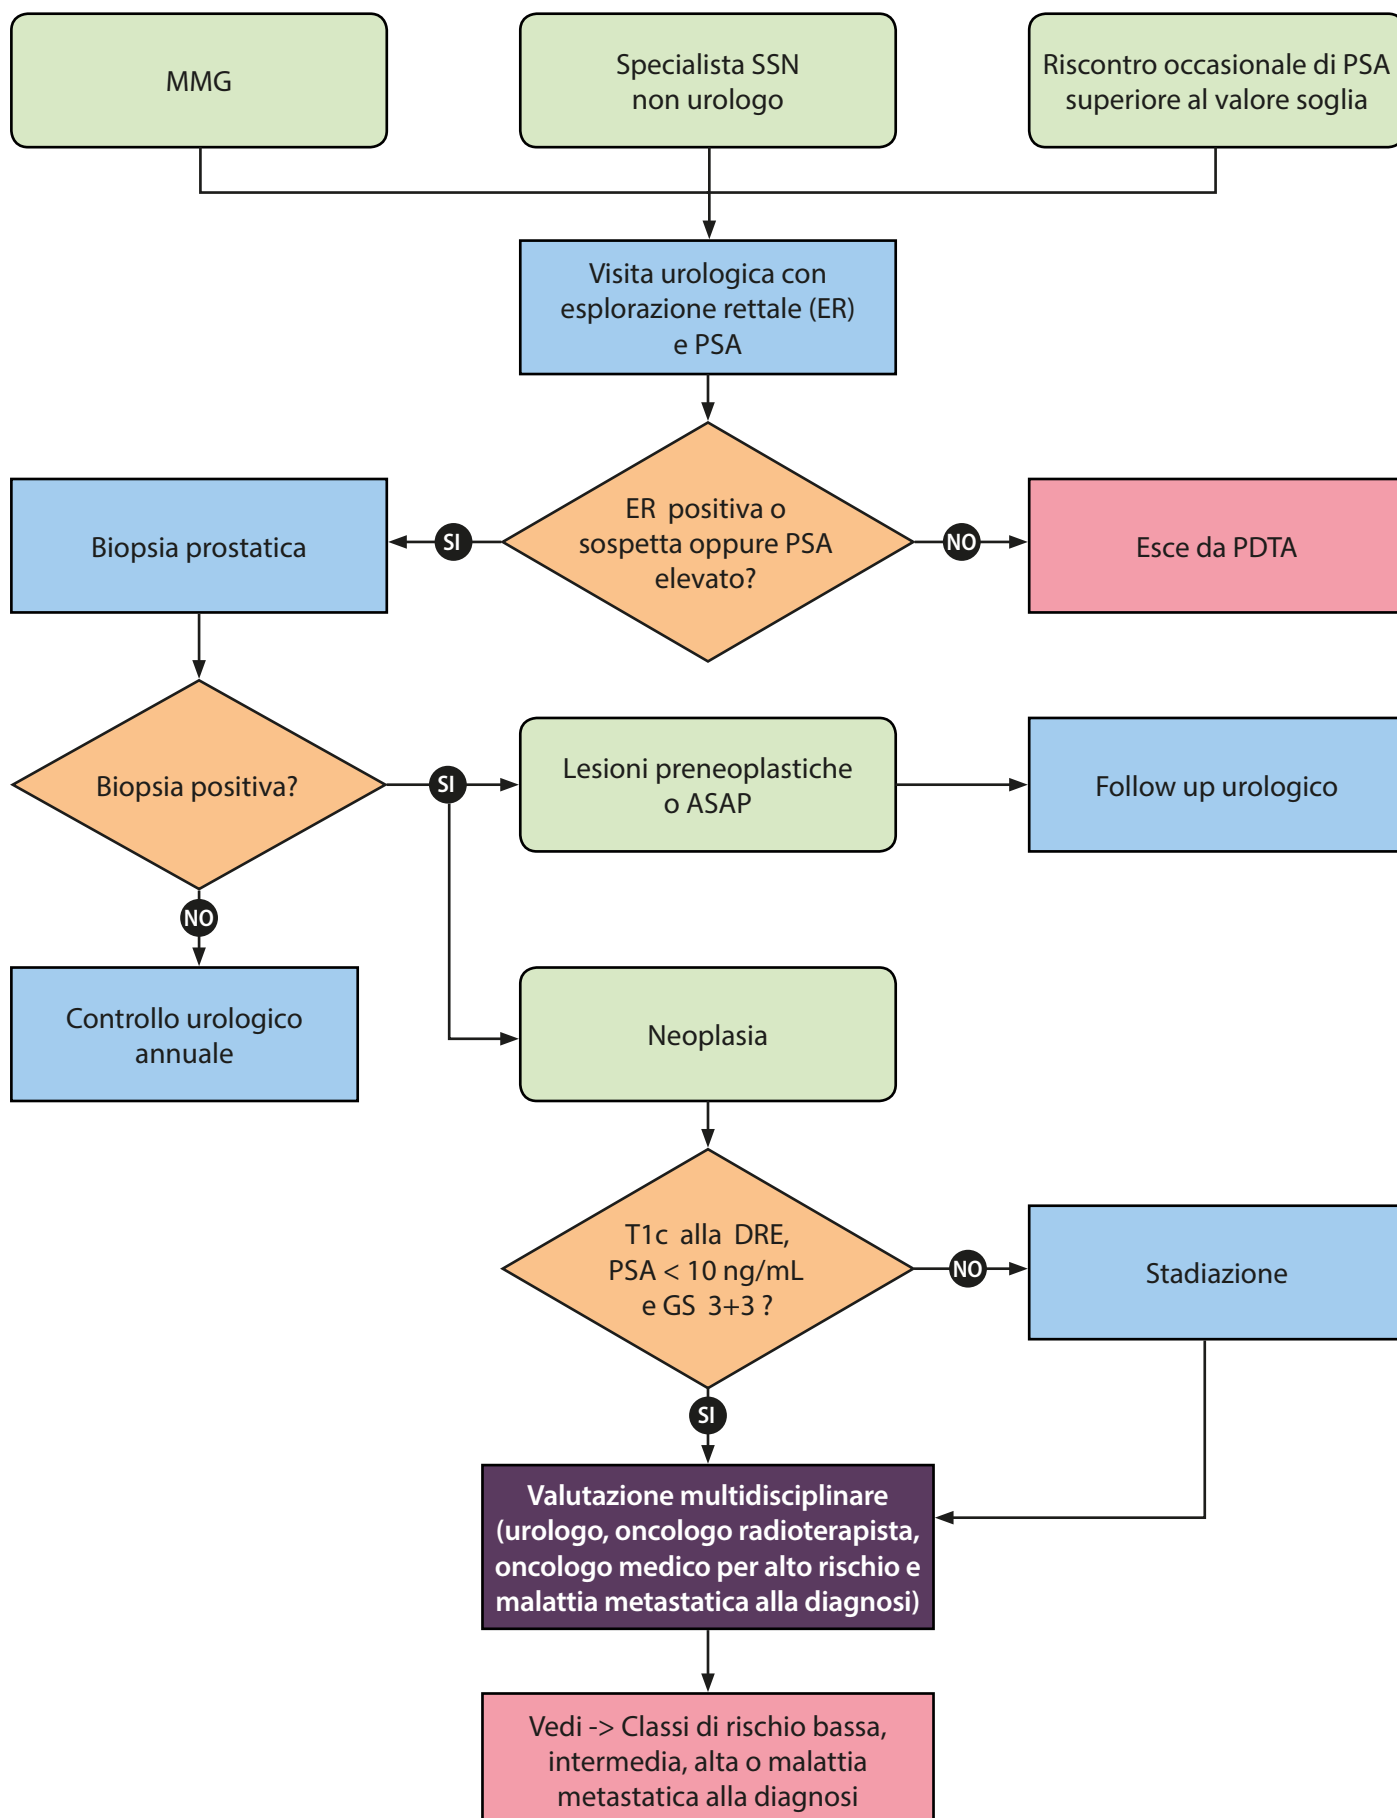 MMG
Specialista SSN
non urologo
Riscontro occasionale di PSA
superiore al valore soglia
Visita urologica con
esplorazione rettale (ER)
e PSA
ER positiva o
sospetta oppure PSA
elevato?
SI
NO
Biopsia prostatica
Esce da PDTA
Biopsia positiva?
SI
Lesioni preneoplastiche
o ASAP
Follow up urologico
NO
Controllo urologico
annuale
Neoplasia
T1c alla DRE,
PSA < 10 ng/mL
e GS 3+3 ?
NO
Stadiazione
SI
Valutazione multidisciplinare
(urologo, oncologo radioterapista,
oncologo medico per alto rischio e
malattia metastatica alla diagnosi)
Vedi -> Classi di rischio bassa,
intermedia, alta o malattia
metastatica alla diagnosi